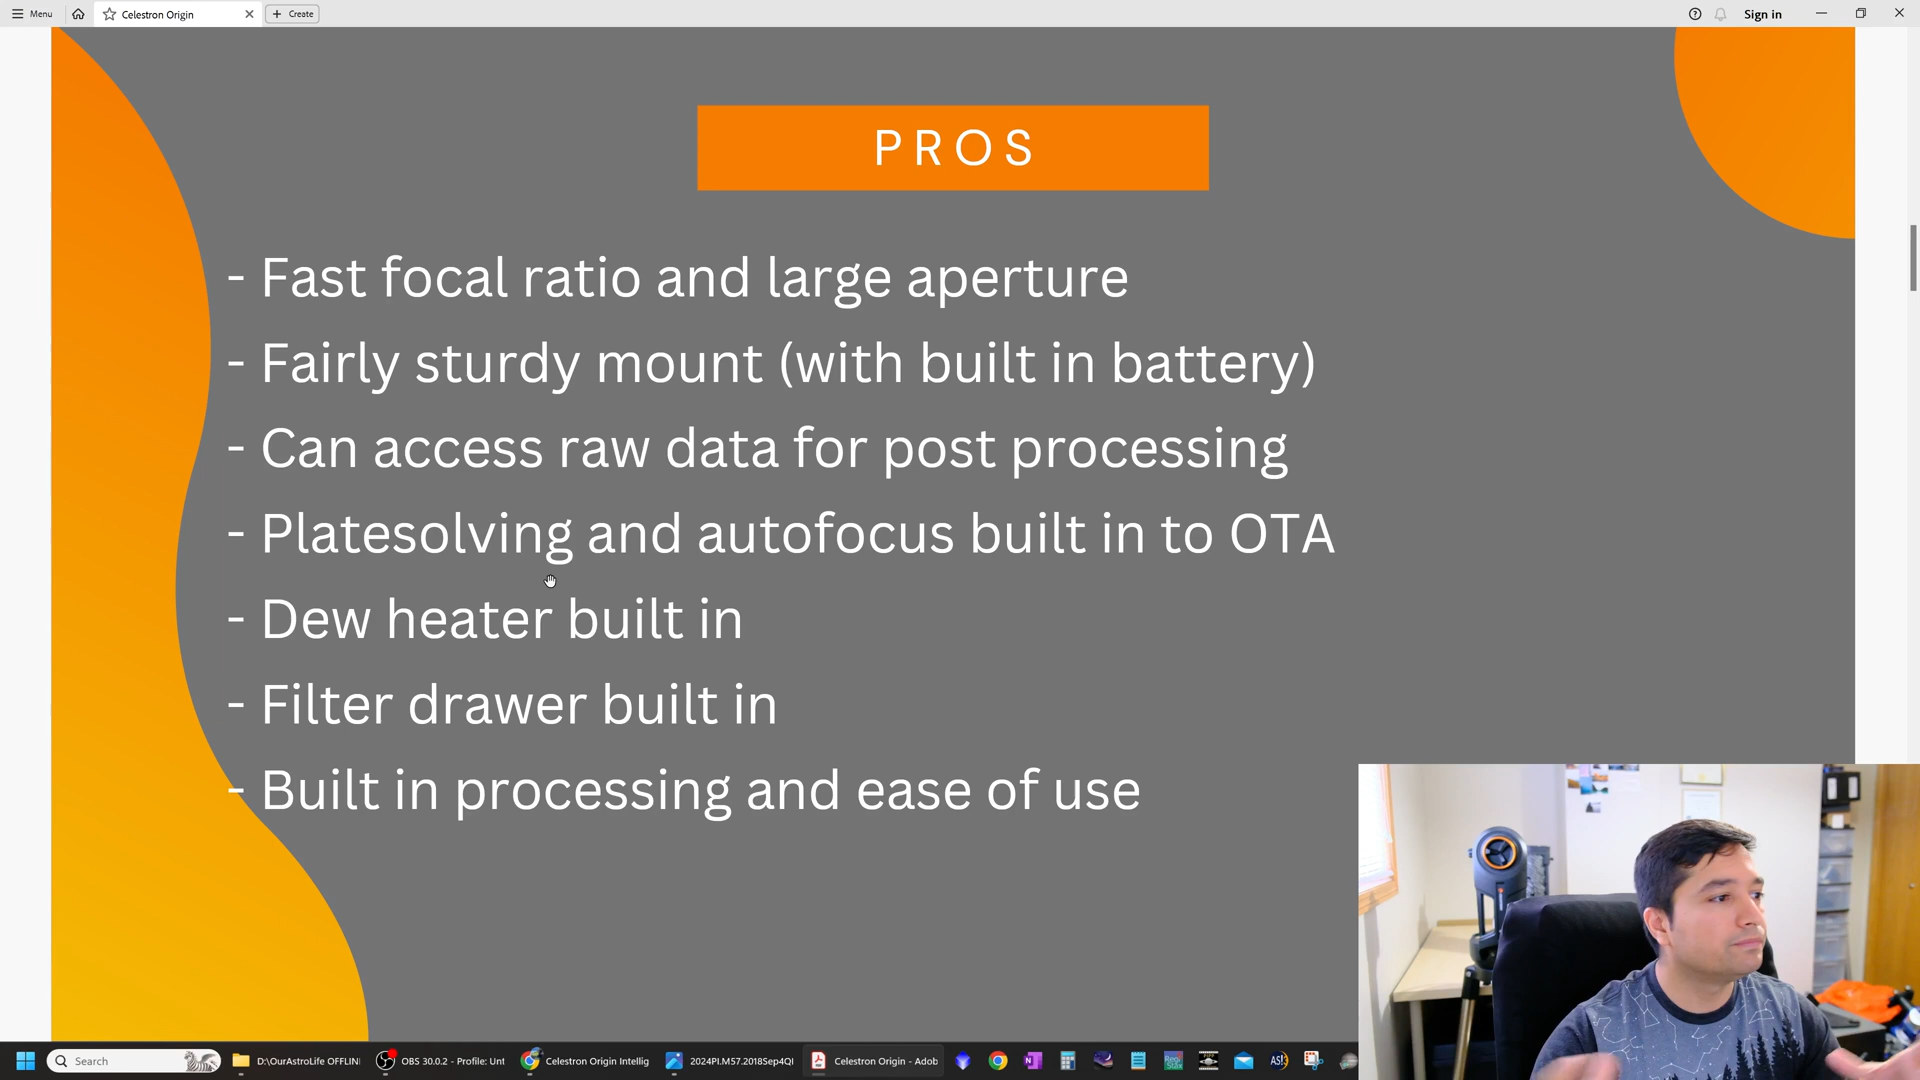 Menu
Celestron Origin
Create
Sign in
PROS
- Fast focal ratio and large aperture
- Fairly sturdy mount (with built in battery)
- Can access raw data for post processing
- Platesolving and autofocus built in to OTA
- Dew heater built in
- Filter drawer built in
- Built in processing and ease of use
Search
D:\OurAstroLife OFFLIN
OBS 30.0.2 - Profile: Unt
Celestron Origin Intellig
2024PI.M57.2018Sep4QI
Celestron Origin - Adob